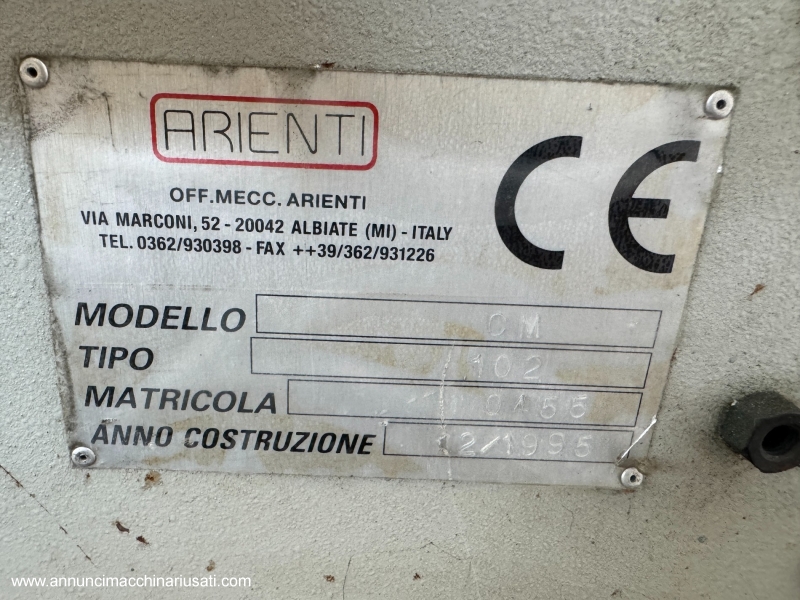 ARIENTI
CE
OFF.MECC. ARIENTI
VIA MARCONI, 52 - 20042 ALBIATE (MI) - ITALY
TEL. 0362/930398 - FAX ++39/362/931226
MODELLO CM
TIPO 102
MATRICOLA
ANNO COSTRUZIONE 12/1995
www.annuncimacchinariusati.com